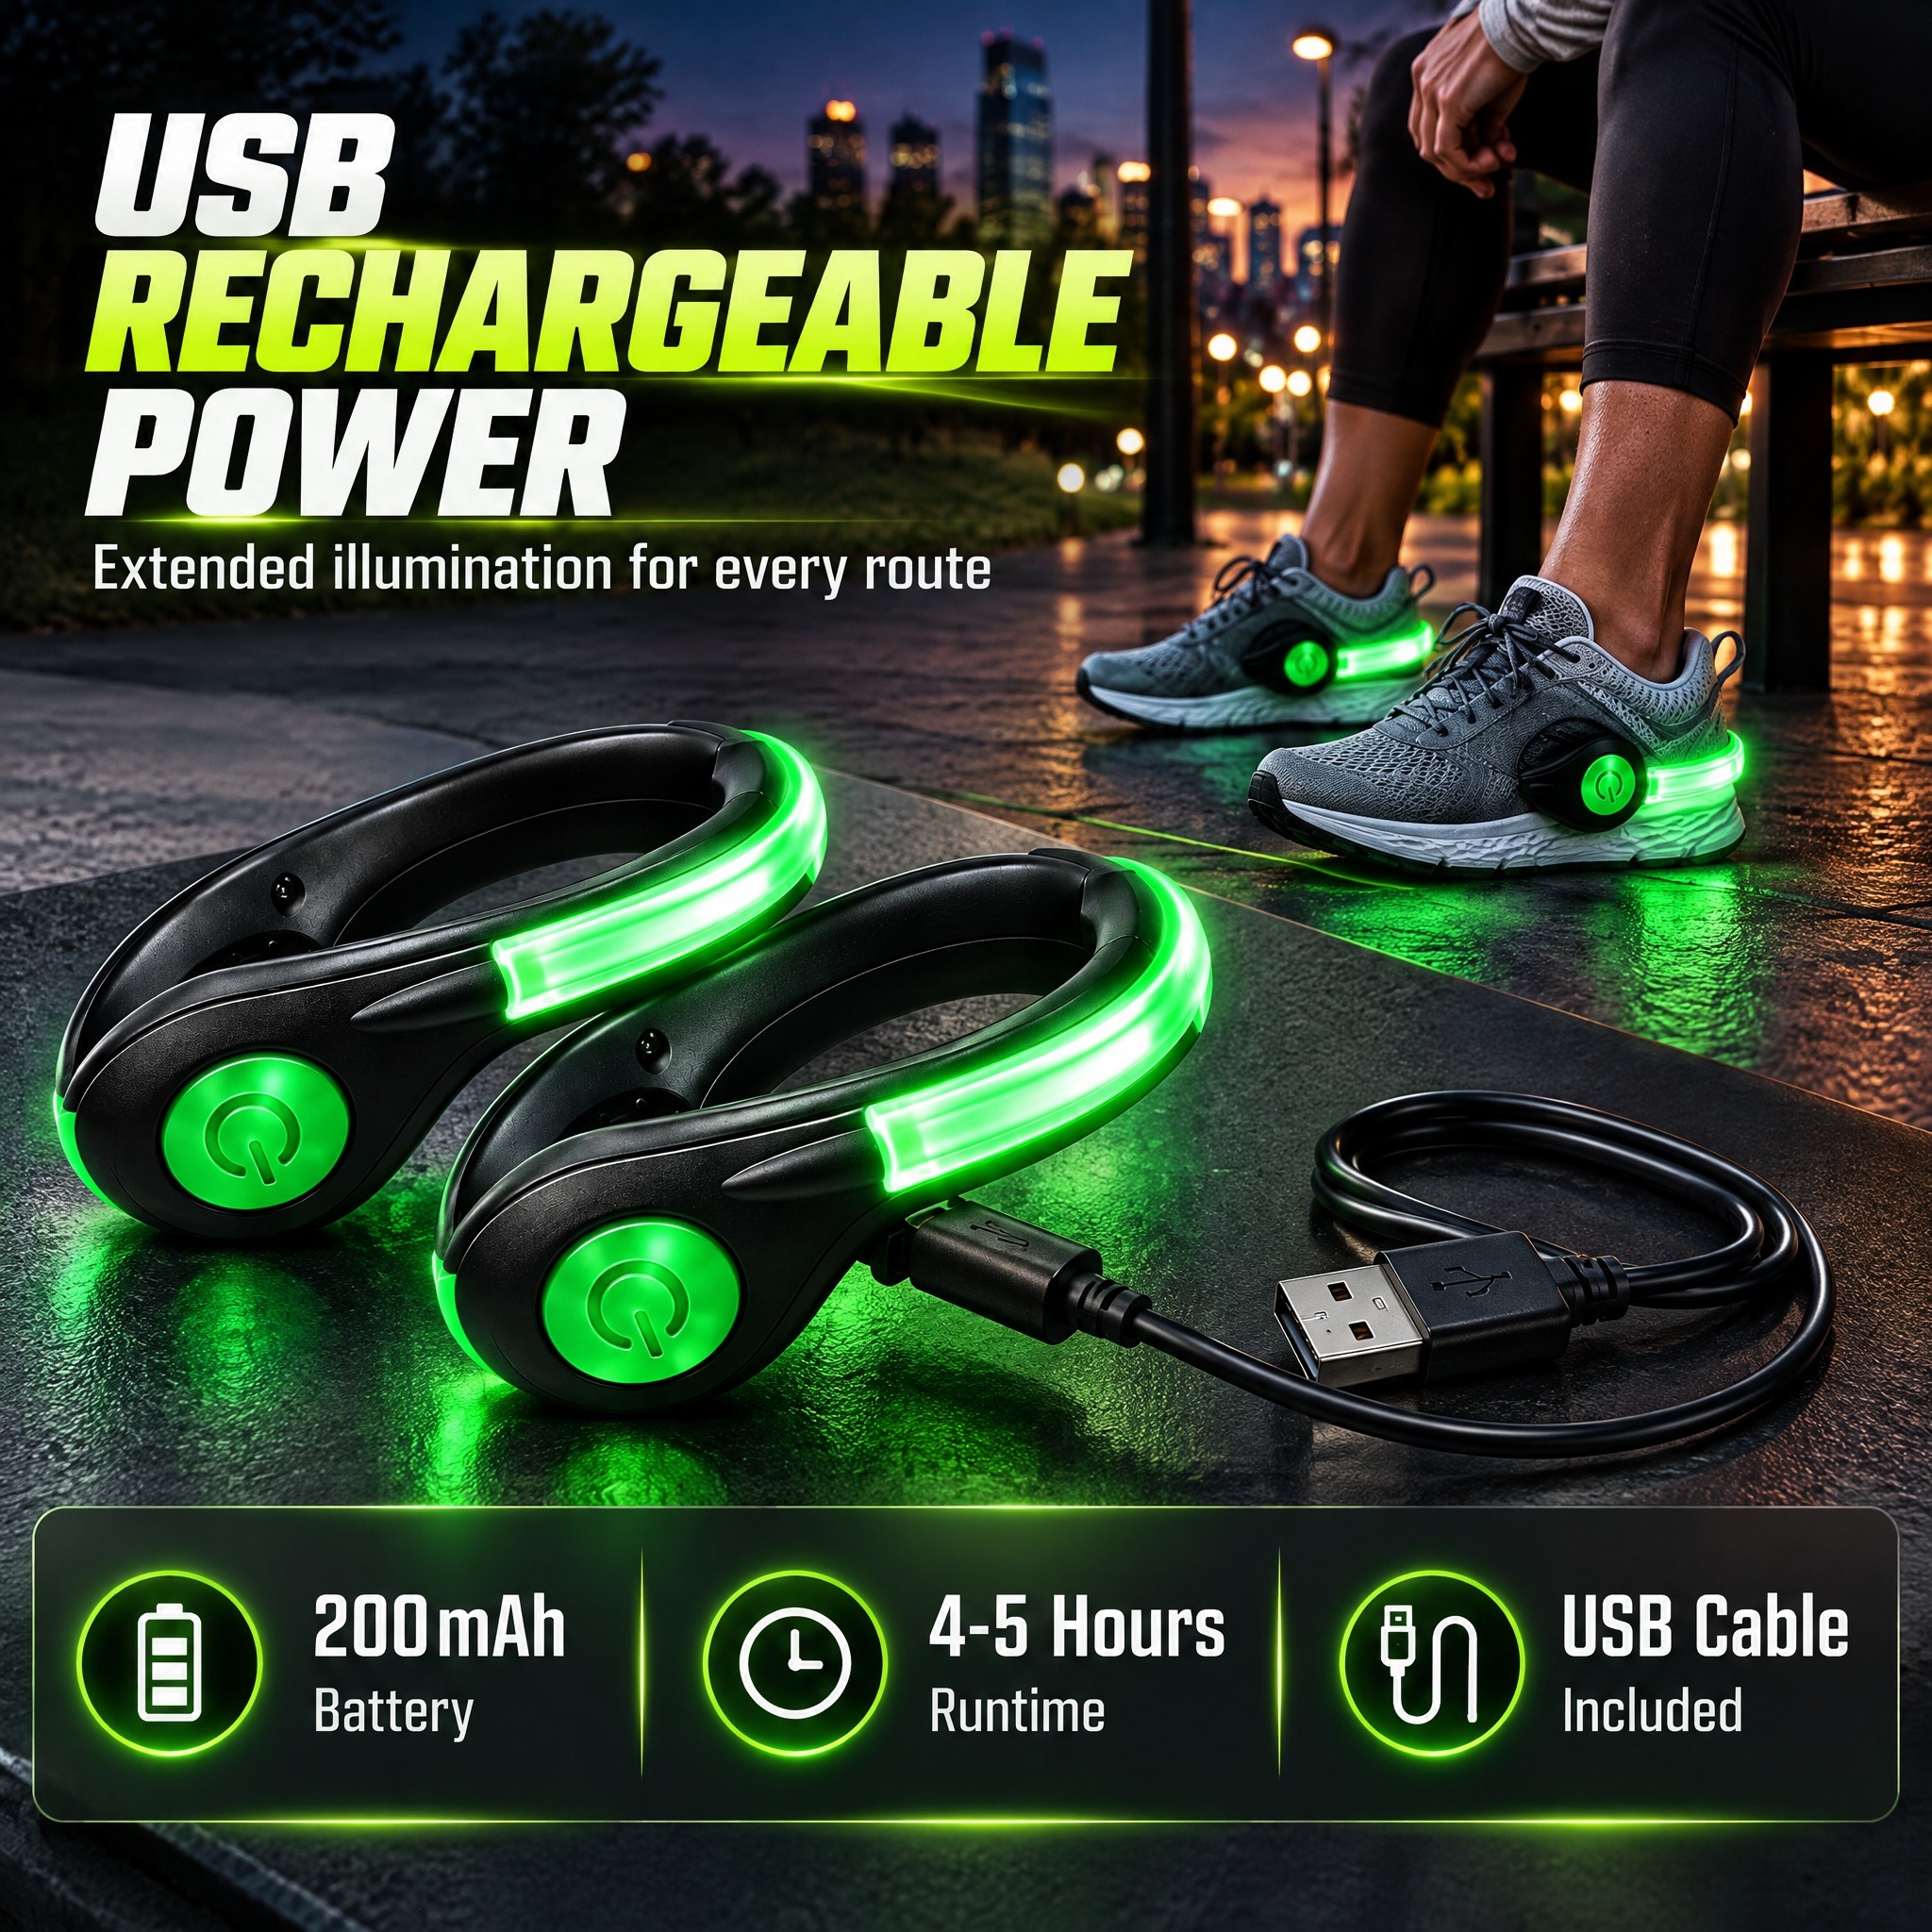 USB
RECHARGEABLE
POWER
Extended illumination for every route
200mAh
Battery
4-5 Hours
Runtime
USB Cable
Included